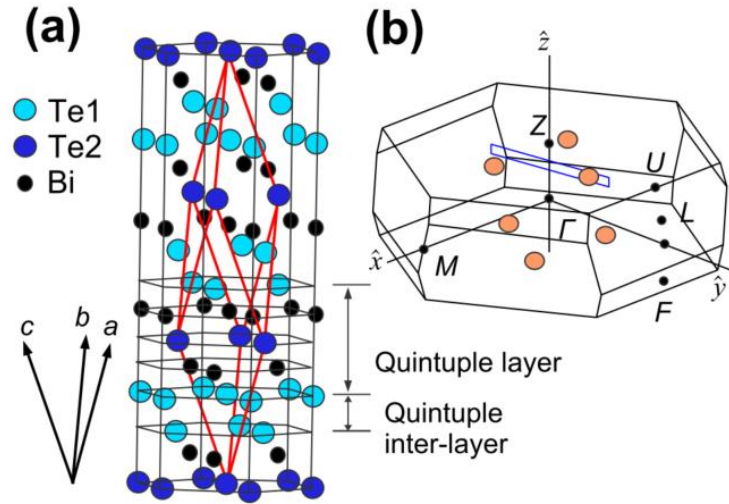 (a)
Te1
Te2
Bi
c
b
a
Quintuple layer
Quintuple
inter-layer
(b)
ẑ
Z
U
Γ
L
x̂
M
F
ŷ